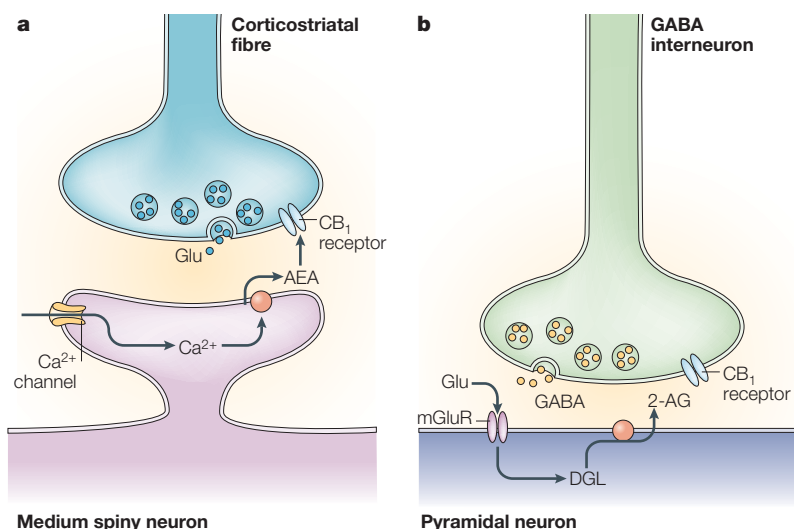 a
Corticostriatal
fibre
CB1
receptor
Glu
AEA
Ca2+
Ca2+
channel
Medium spiny neuron
b
GABA
interneuron
Glu
GABA
2-AG
CB1
receptor
mGluR
DGL
Pyramidal neuron